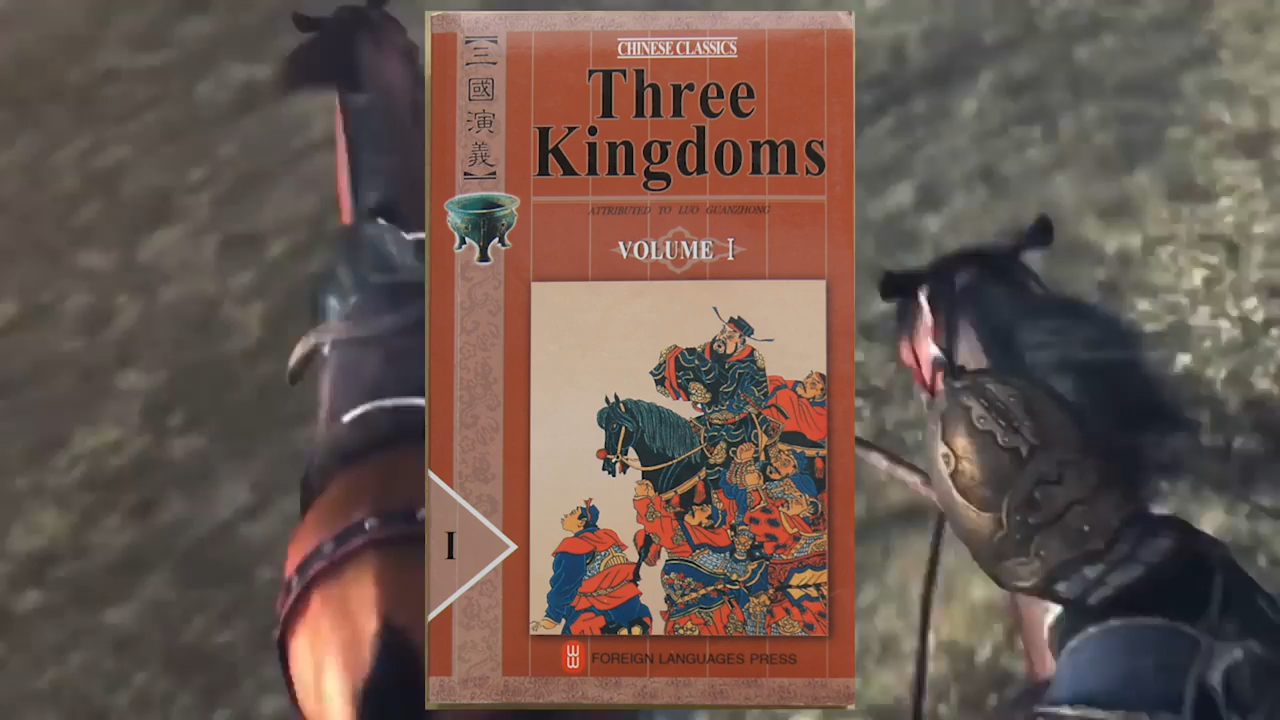 【三國演義】
CHINESE CLASSICS
Three
Kingdoms
ATTRIBUTED TO LUO GUANZHONG
VOLUME I
I
FOREIGN LANGUAGES PRESS